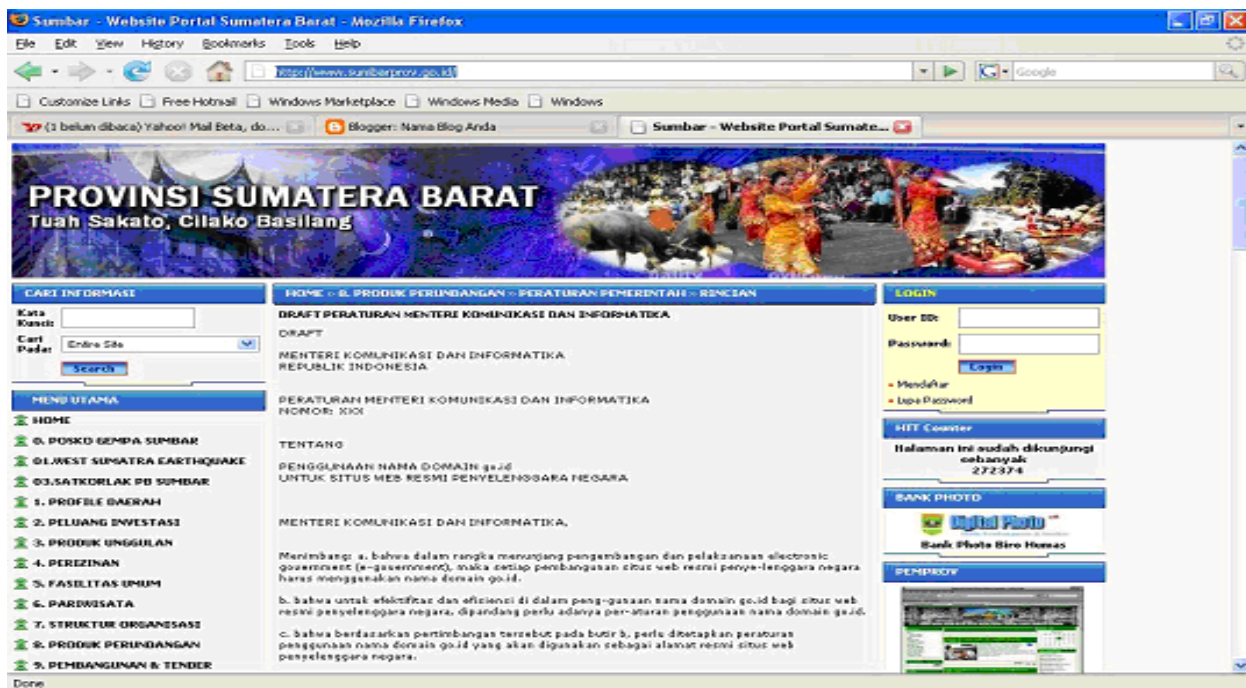 Sumbar - Website Portal Sumatera Barat - Mozilla Firefox
File Edit View History Bookmarks Tools Help
http://www.sumbarprov.go.id/
Google
Customize Links Free Hotmail Windows Marketplace Windows Media Windows
(1 belum dibaca) Yahoo! Mail Beta, do...
Blogger: Nama Blog Anda
Sumbar - Website Portal Sumate...
PROVINSI SUMATERA BARAT
Tuah Sakato, Cilako Basilang
CARI INFORMASI
Kata Kunci:
Cari Pada:
Entire Site
Search
MENU UTAMA
HOME
0. POSKO GEMPA SUMBAR
01.WEST SUMATRA EARTHQUAKE
03.SATKORLAK PB SUMBAR
1. PROFILE DAERAH
2. PELUANG INVESTASI
3. PRODUK UNGGULAN
4. PERIZINAN
5. FASILITAS UMUM
6. PARIWISATA
7. STRUKTUR ORGANISASI
8. PRODUK PERUNDANGAN
9. PEMBANGUNAN & TENDER
HOME » 8. PRODUK PERUNDANGAN » PERATURAN PEMERINTAH » RINCIAN
DRAFT PERATURAN MENTERI KOMUNIKASI DAN INFORMATIKA
DRAFT
MENTERI KOMUNIKASI DAN INFORMATIKA
REPUBLIK INDONESIA
PERATURAN MENTERI KOMUNIKASI DAN INFORMATIKA
NOMOR: XXX
TENTANG
PENGGUNAAN NAMA DOMAIN go.id
UNTUK SITUS WEB RESMI PENYELENGGARA NEGARA
MENTERI KOMUNIKASI DAN INFORMATIKA,
Menimbang: a. bahwa dalam rangka menunjang pengembangan dan pelaksanaan electronic
government (e-government), maka setiap pembangunan situs web resmi penye-lenggara negara
harus menggunakan nama domain go.id.
b. bahwa untuk efektifitas dan efisiensi di dalam peng-gunaan nama domain go.id bagi situs web
resmi penyelenggara negara, dipandang perlu adanya per-aturan penggunaan nama domain go.id.
c. bahwa berdasarkan pertimbangan tersebut pada butir b, perlu ditetapkan peraturan
penggunaan nama domain go.id yang akan digunakan sebagai alamat resmi situs web
penyelenggara negara.
LOGIN
User ID:
Password:
Login
Mendaftar
Lupa Password
HIT Counter
Halaman ini sudah dikunjungi
sebanyak
272374
BANK PHOTO
Digital Photo
Bank Photo Biro Humas
PEMPROV
Done